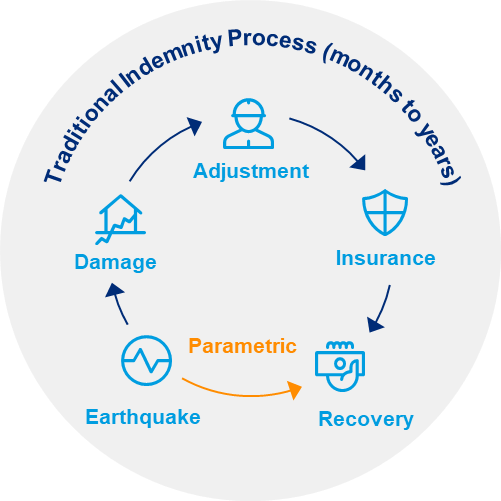 Traditional Indemnity Process (months to years)
Adjustment
Damage
Insurance
Parametric
Earthquake
Recovery